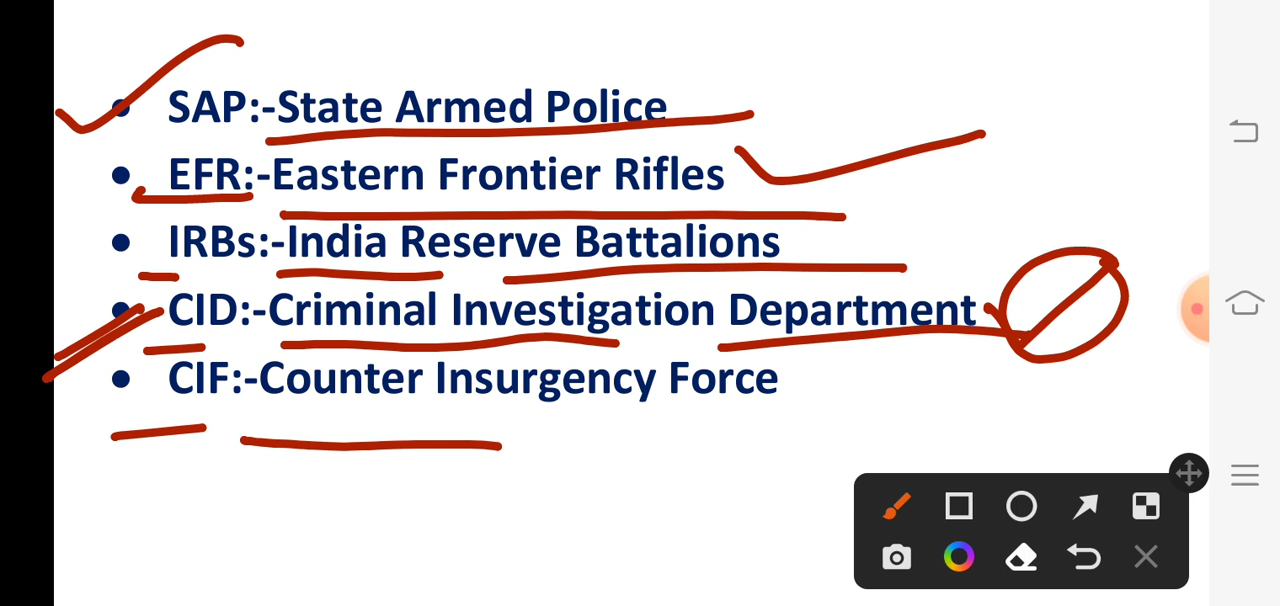 • SAP:-State Armed Police
• EFR:-Eastern Frontier Rifles
• IRBs:-India Reserve Battalions
• CID:-Criminal Investigation Department
• CIF:-Counter Insurgency Force